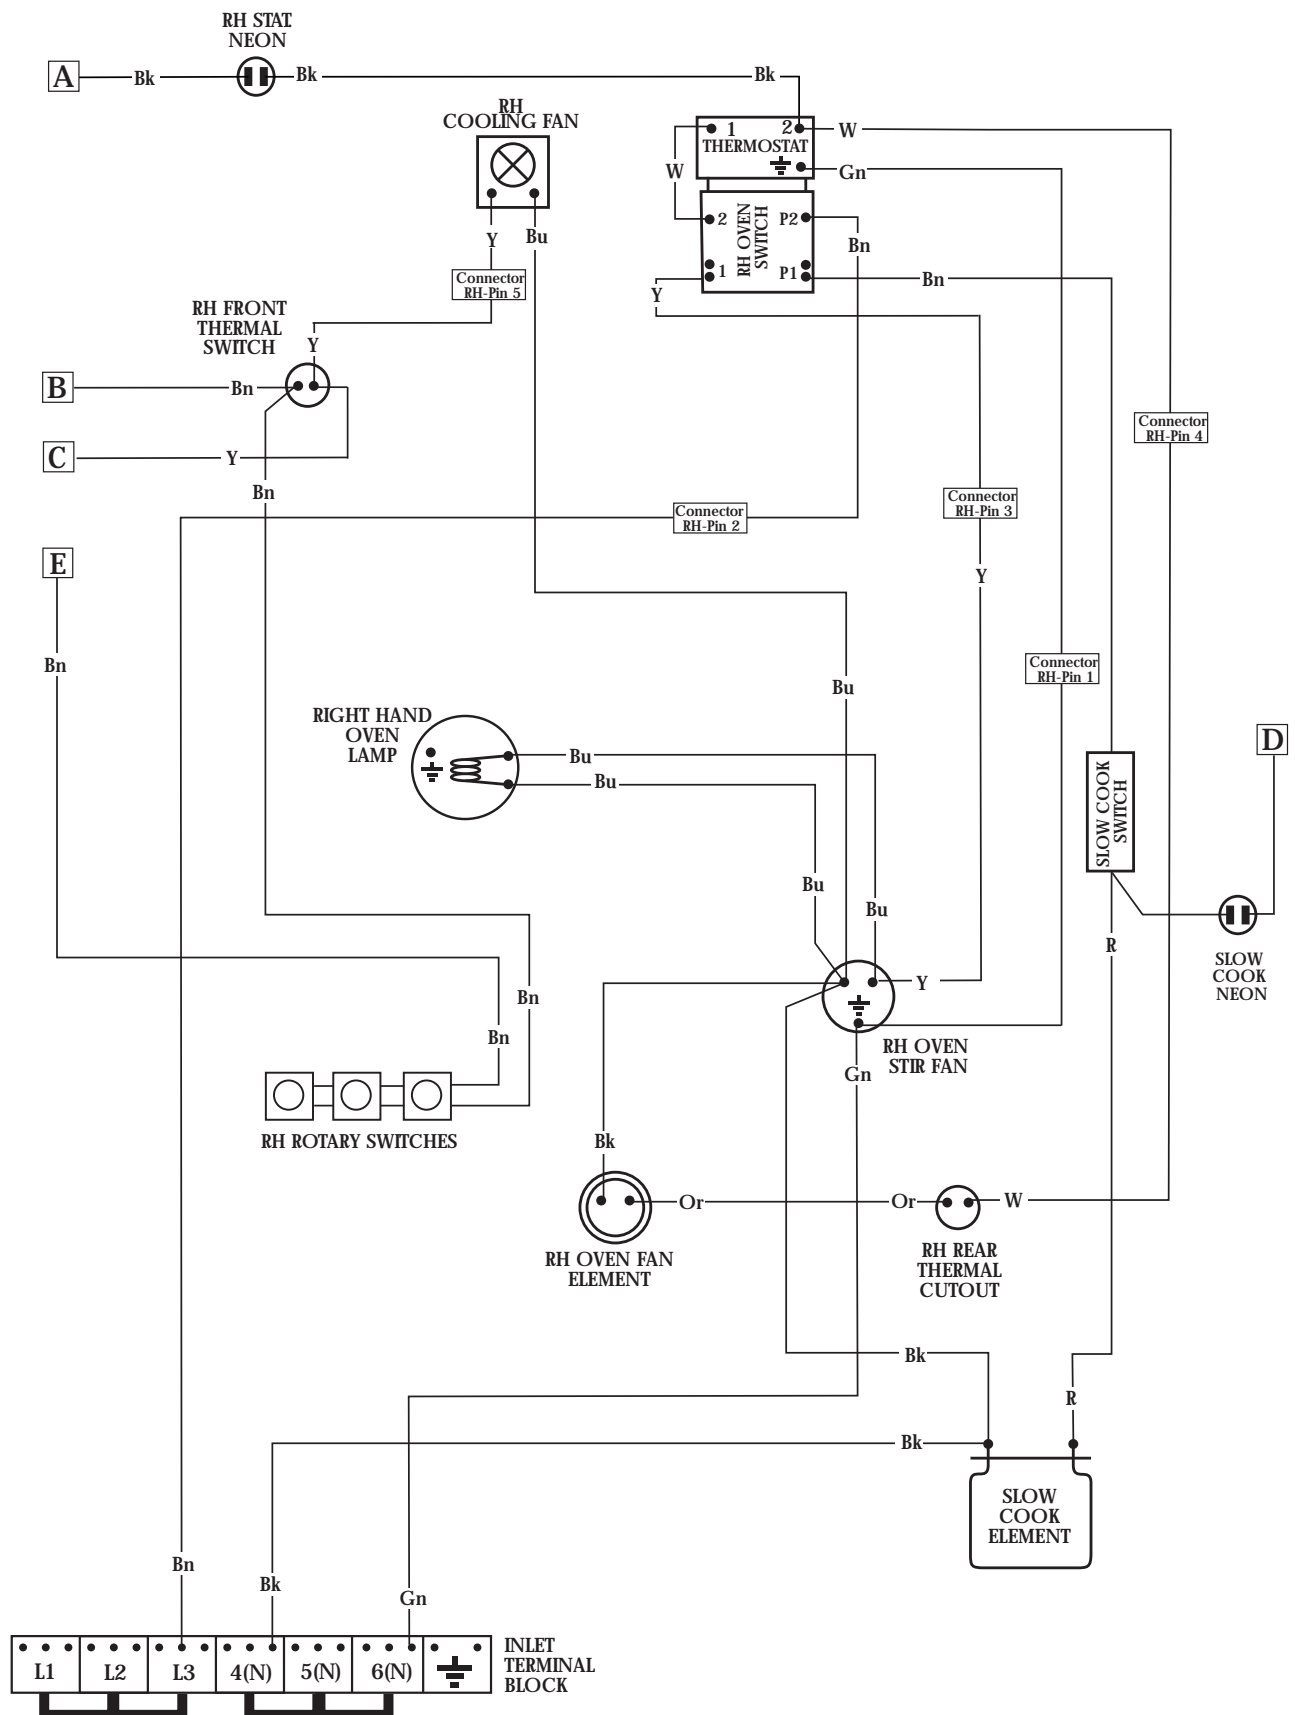 RH STAT.
NEON
A
Bk
Bk
Bk
RH
COOLING FAN
1
2
W
THERMOSTAT
W
Gn
2
P2
RH OVEN
SWITCH
Y
Bu
Bn
1
P1
Bn
Connector
RH-Pin 5
Y
RH FRONT
THERMAL
SWITCH
Y
B
Bn
Connector
RH-Pin 4
C
Y
Bn
Connector
RH-Pin 3
Connector
RH-Pin 2
E
Y
Bn
Connector
RH-Pin 1
Bu
RIGHT HAND
OVEN
LAMP
D
Bu
Bu
SLOW COOK
SWITCH
Bu
Bu
R
SLOW
COOK
NEON
Y
Bn
Bn
RH OVEN
STIR FAN
Gn
RH ROTARY SWITCHES
Bk
Or
Or
W
RH OVEN FAN
ELEMENT
RH REAR
THERMAL
CUTOUT
Bk
R
Bk
SLOW
COOK
ELEMENT
Bn
Bk
Gn
L1
L2
L3
4(N)
5(N)
6(N)
INLET
TERMINAL
BLOCK